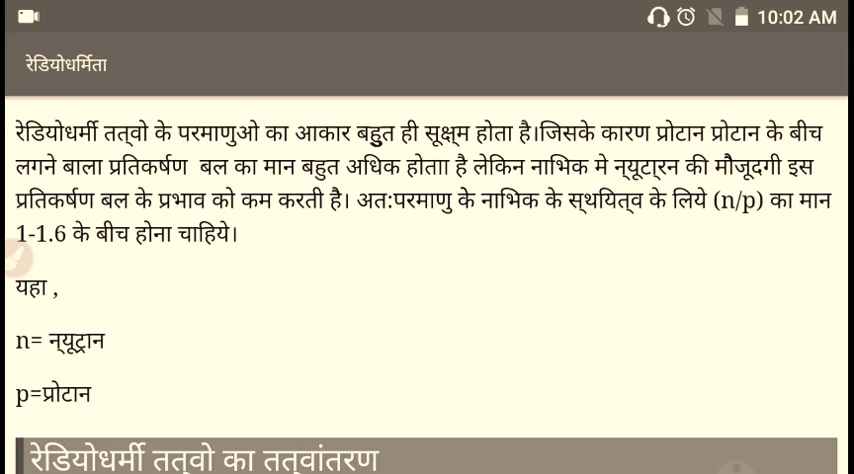 10:02 AM
रेडियोधर्मिता
रेडियोधर्मी तत्वो के परमाणुओ का आकार बहुत ही सूक्ष्म होता है।जिसके कारण प्रोटान प्रोटान के बीच
लगने बाला प्रतिकर्षण बल का मान बहुत अधिक होताा है लेकिन नाभिक मे न्यूटा्रन की मौजूदगी इस
प्रतिकर्षण बल के प्रभाव को कम करती है। अत:परमाणु के नाभिक के स्थयित्व के लिये (n/p) का मान
1-1.6 के बीच होना चाहिये।
यहा ,
n= न्यूट्रान
p=प्रोटान
रेडियोधर्मी तत्वो का तत्वांतरण